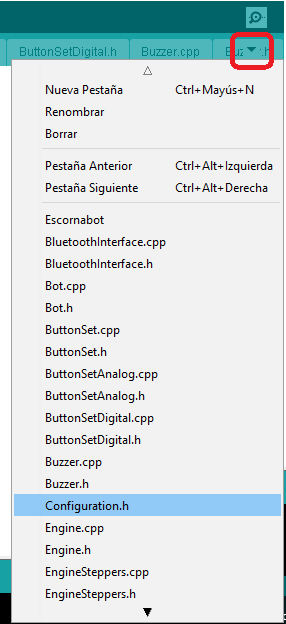 ButtonSetDigital.h Buzzer.cpp Buz .h
Nueva Pestaña Ctrl+Mayús+N
Renombrar
Borrar
Pestaña Anterior Ctrl+Alt+Izquierda
Pestaña Siguiente Ctrl+Alt+Derecha
Escornabot
BluetoothInterface.cpp
BluetoothInterface.h
Bot.cpp
Bot.h
ButtonSet.cpp
ButtonSet.h
ButtonSetAnalog.cpp
ButtonSetAnalog.h
ButtonSetDigital.cpp
ButtonSetDigital.h
Buzzer.cpp
Buzzer.h
Configuration.h
Engine.cpp
Engine.h
EngineSteppers.cpp
EngineSteppers.h